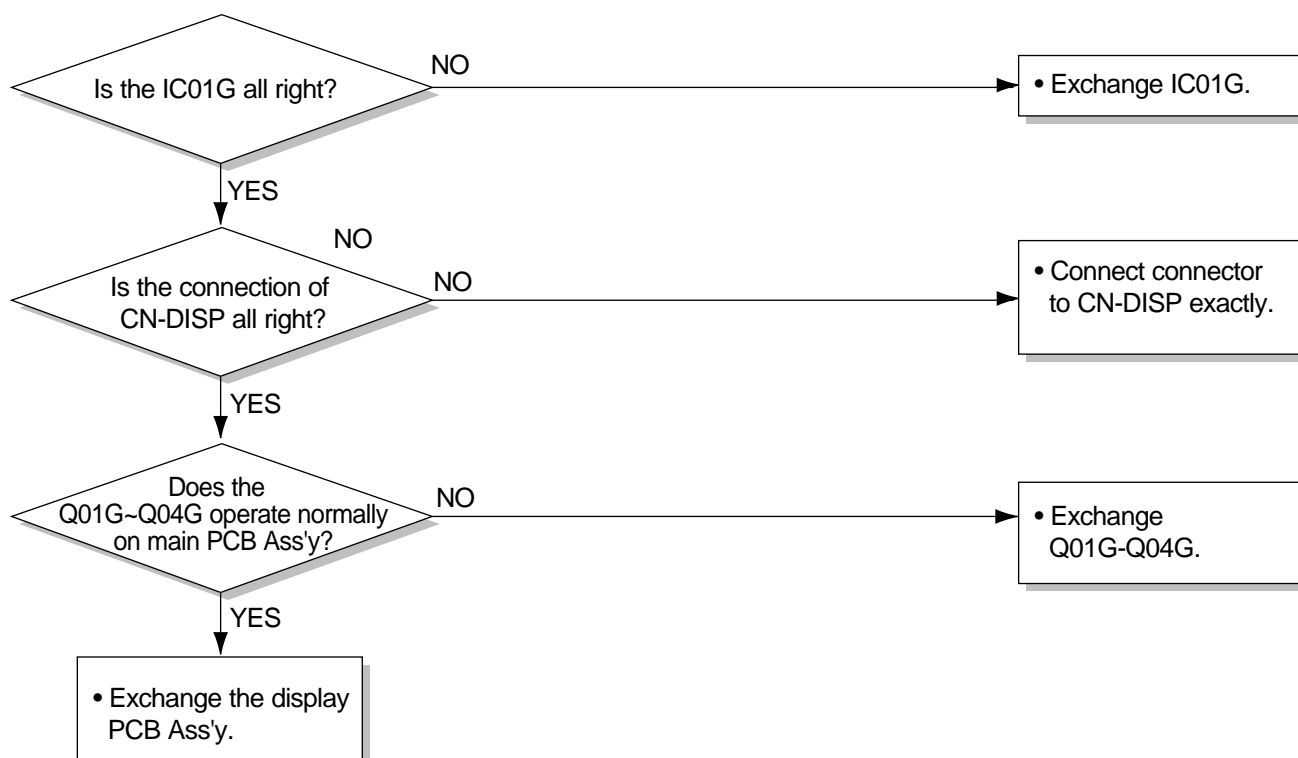 Is the IC01G all right?
NO
• Exchange IC01G.
YES
NO
Is the connection of
CN-DISP all right?
NO
• Connect connector
to CN-DISP exactly.
YES
Does the
Q01G~Q04G operate normally
on main PCB Ass'y?
NO
• Exchange
Q01G-Q04G.
YES
• Exchange the display
PCB Ass'y.